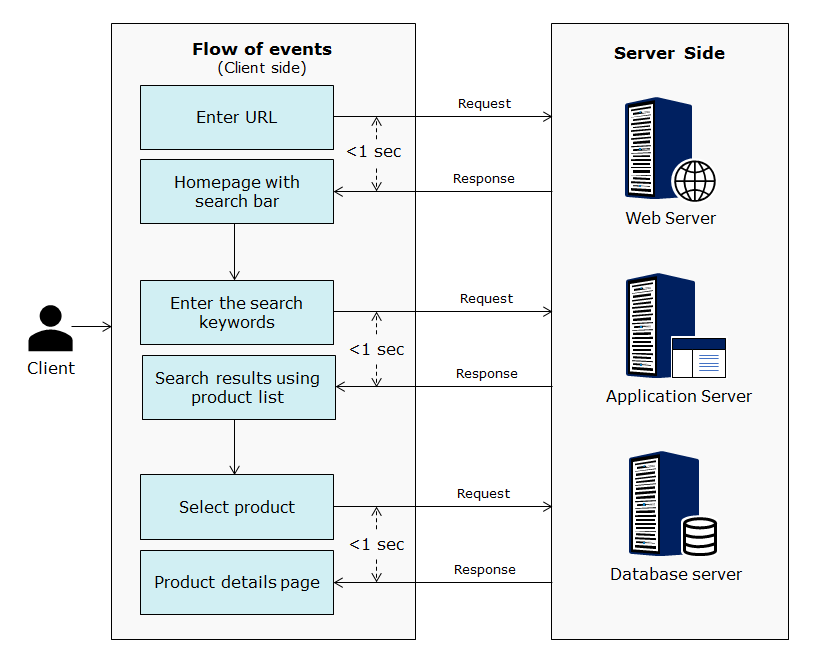 Flow of events
(Client side)
Enter URL
<1 sec
Homepage with
search bar
Enter the search
keywords
<1 sec
Search results using
product list
Select product
<1 sec
Product details page
Client
Request
Response
Request
Response
Request
Response
Server Side
Web Server
Application Server
Database server